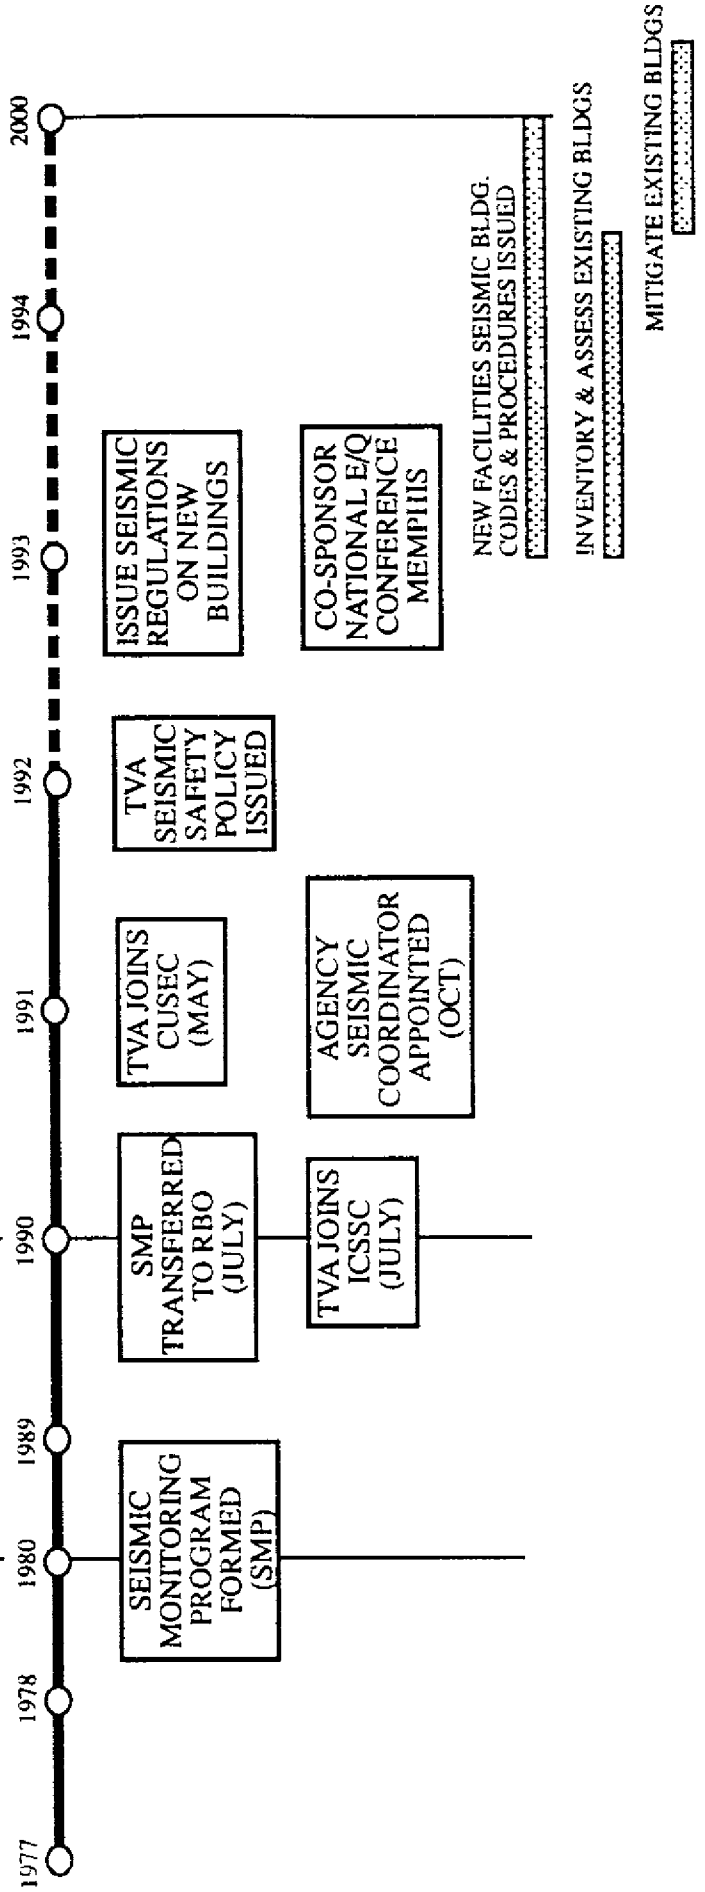 1977
1978
1980
1989
1990
1991
1992
1993
1994
2000
SEISMIC
MONITORING
PROGRAM
FORMED
(SMP)
SMP
TRANSFERRED
TO RBO
(JULY)
TVA JOINS
ICSSC
(JULY)
TVA JOINS
CUSEC
(MAY)
AGENCY
SEISMIC
COORDINATOR
APPOINTED
(OCT)
TVA
SEISMIC
SAFETY
POLICY
ISSUED
ISSUE SEISMIC
REGULATIONS
ON NEW
BUILDINGS
CO-SPONSOR
NATIONAL E/Q
CONFERENCE
MEMPHIS
NEW FACILITIES SEISMIC BLDG.
CODES & PROCEDURES ISSUED
INVENTORY & ASSESS EXISTING BLDGS
MITIGATE EXISTING BLDGS